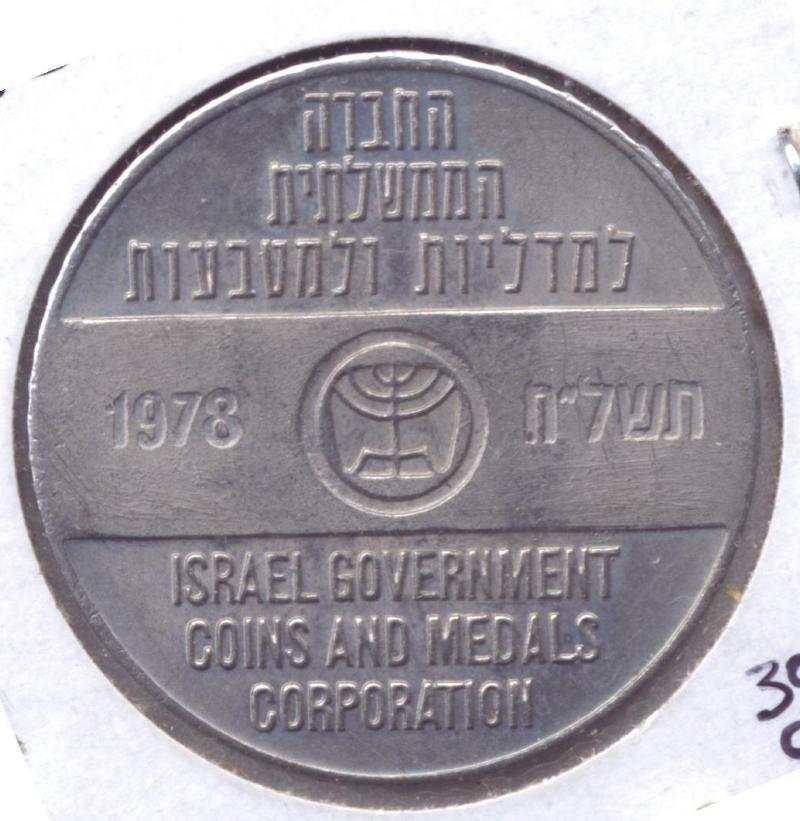 החברה
הממשלתית
למדליות ולמטבעות
1978 תשל"ח
ISRAEL GOVERNMENT
COINS AND MEDALS
CORPORATION